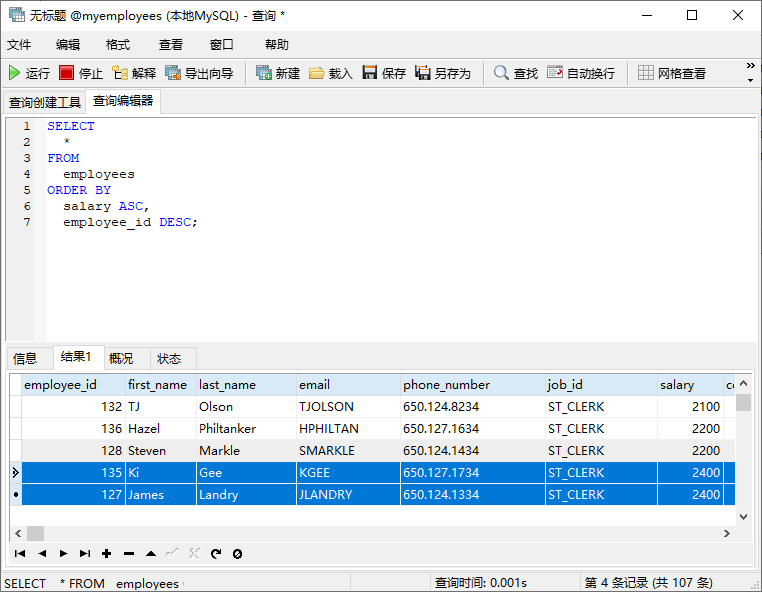 无标题 @myemployees (本地MySQL) - 查询 *
文件 编辑 格式 查看 窗口 帮助
运行 停止 解释 导出向导 新建 载入 保存 另存为 查找 自动换行 网格查看
查询创建工具 查询编辑器
1 SELECT
2 *
3 FROM
4 employees
5 ORDER BY
6 salary ASC,
7 employee_id DESC;
信息 结果1 概况 状态
employee_id first_name last_name email phone_number job_id salary
132 TJ Olson TJOLSON 650.124.8234 ST_CLERK 2100
136 Hazel Philtanker HPHILTAN 650.127.1634 ST_CLERK 2200
128 Steven Markle SMARKLE 650.124.1434 ST_CLERK 2200
135 Ki Gee KGEE 650.127.1734 ST_CLERK 2400
127 James Landry JLANDRY 650.124.1334 ST_CLERK 2400
SELECT * FROM employees 查询时间: 0.001s 第 4 条记录 (共 107 条)